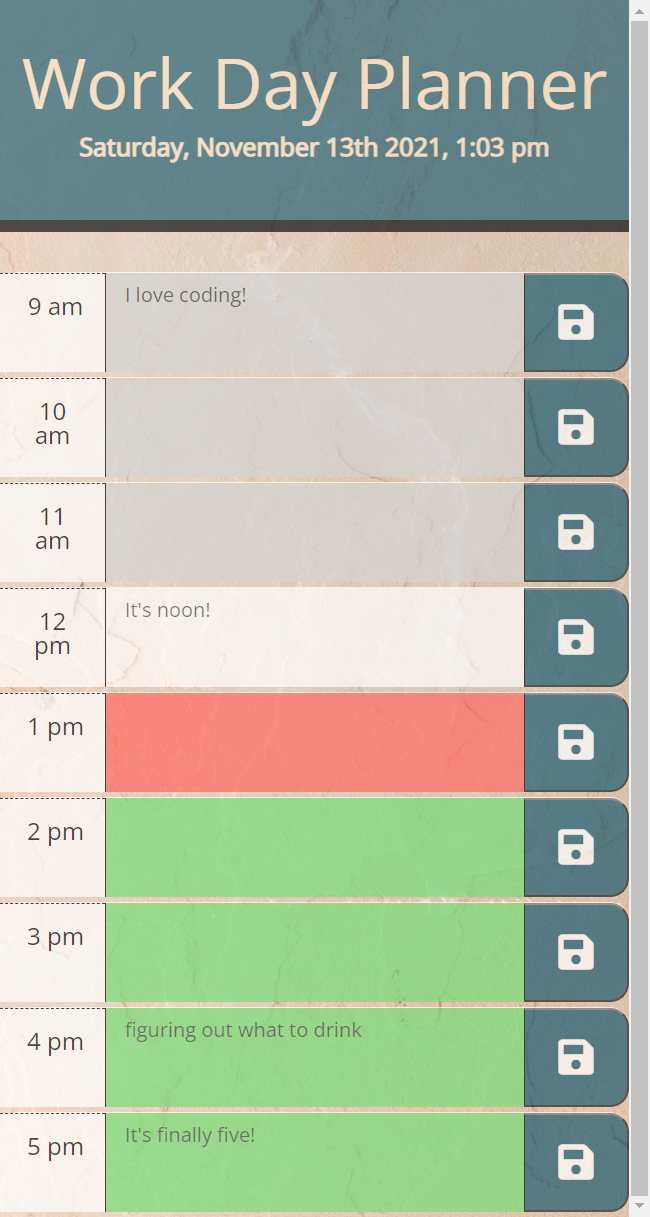 Work Day Planner
Saturday, November 13th 2021, 1:03 pm
9 am
I love coding!
10
am
11
am
12
pm
It's noon!
1 pm
2 pm
3 pm
4 pm
figuring out what to drink
5 pm
It's finally five!